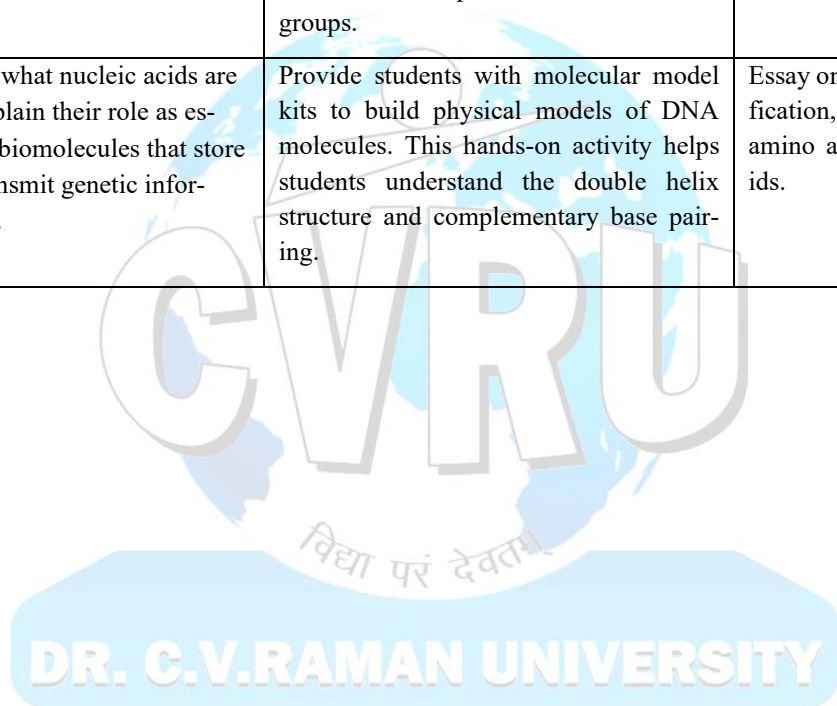 groups.
what nucleic acids are
plain their role as es-
biomolecules that store
nsmit genetic infor-
Provide students with molecular model
kits to build physical models of DNA
molecules. This hands-on activity helps
students understand the double helix
structure and complementary base pair-
ing.
Essay on
fication,
amino a
ids.
CVRU
विद्या परं देवतम्
DR. C.V.RAMAN UNIVERSITY